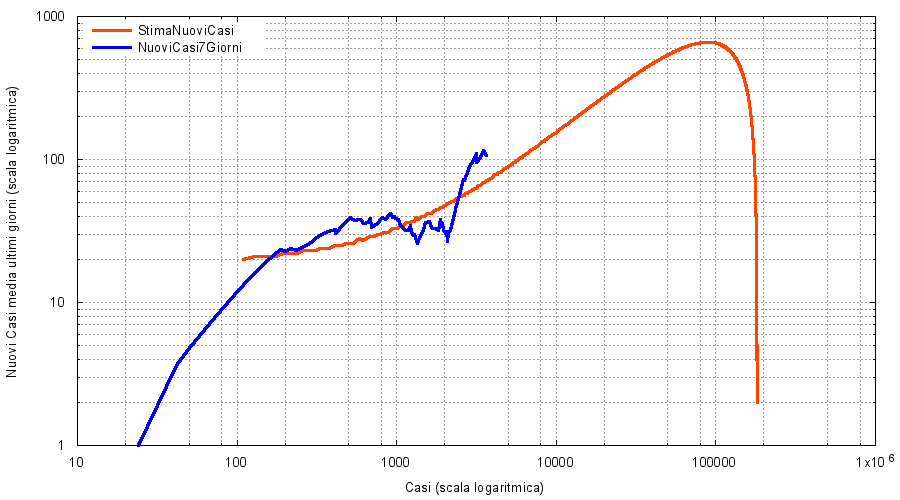 1000
StimaNuoviCasi
NuoviCasi7Giorni
100
10
1
Nuovi Casi media ultimi giorni (scala logaritmica)
10 100 1000 10000 100000 1x10^6
Casi (scala logaritmica)